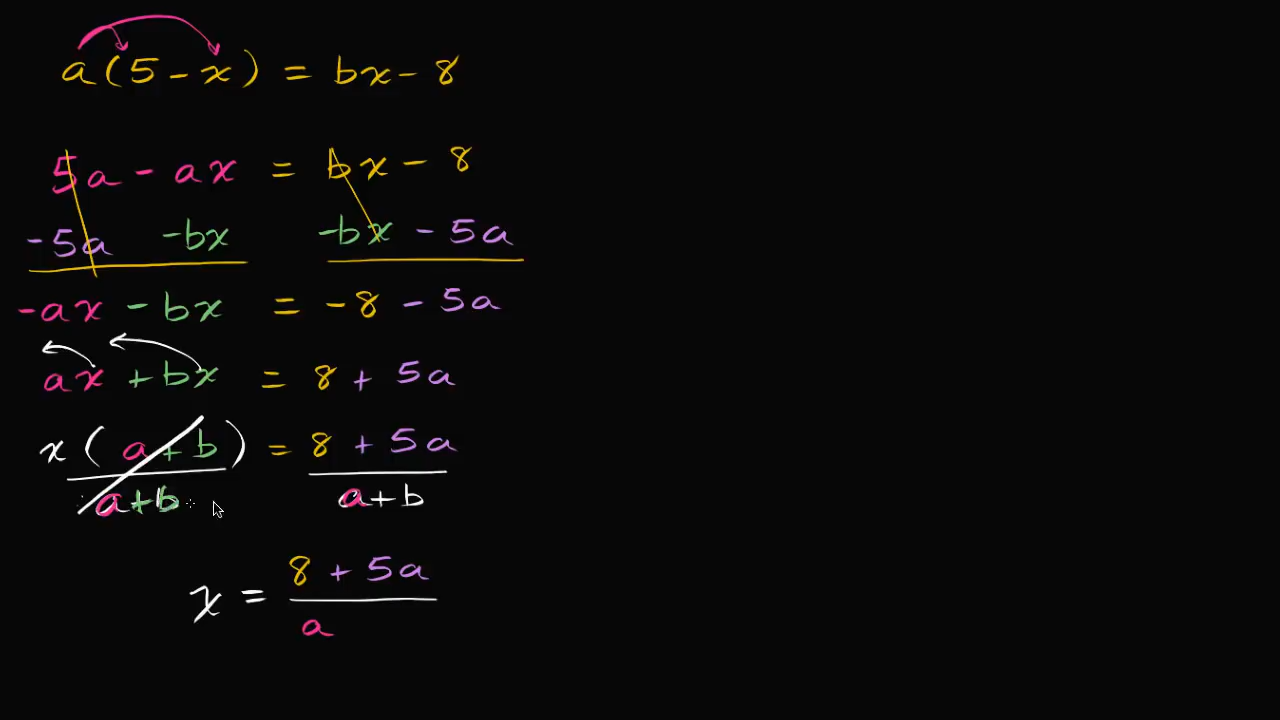 a(5-x) = bx - 8
5a - ax = bx - 8
-5a -bx -bx - 5a
-ax - bx = -8 - 5a
ax + bx = 8 + 5a
x(a+b) = 8 + 5a
a+b a+b
x = 8 + 5a
a